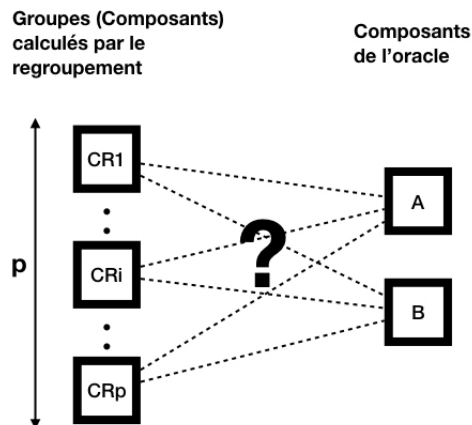 Groupes (Composants)
calculés par le
regroupement
Composants
de l'oracle
CR1
A
?
p
CRi
B
CRp